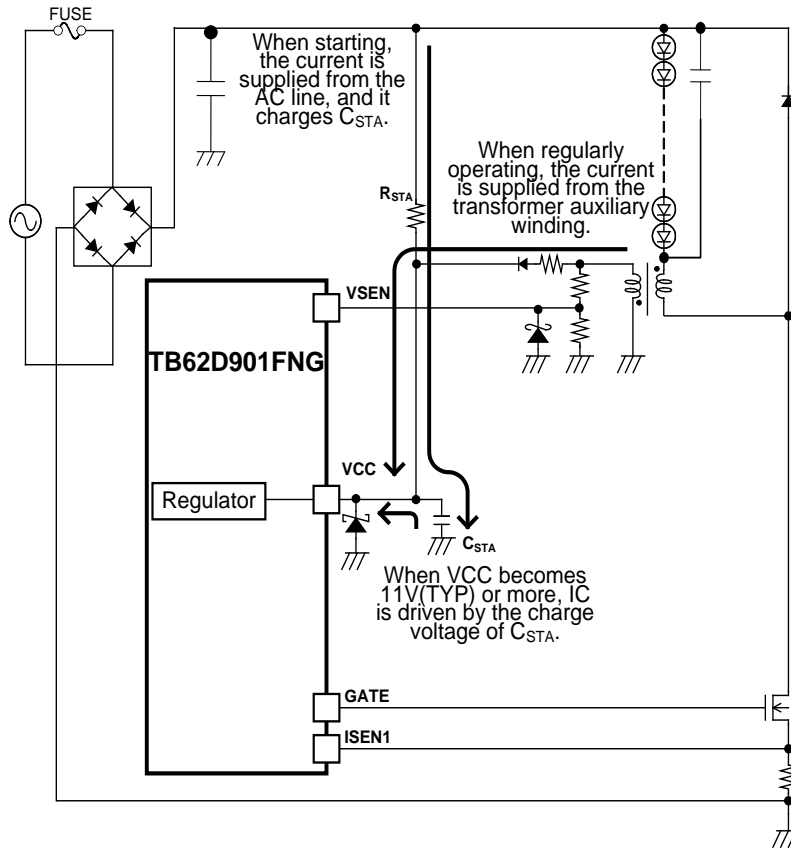 FUSE
When starting,
the current is
supplied from the
AC line, and it
charges CSTA.
When regularly
operating, the current
is supplied from the
transformer auxiliary
winding.
RSTA
VSEN
TB62D901FNG
VCC
Regulator
CSTA
When VCC becomes
11V(TYP) or more, IC
is driven by the charge
voltage of CSTA.
GATE
ISEN1